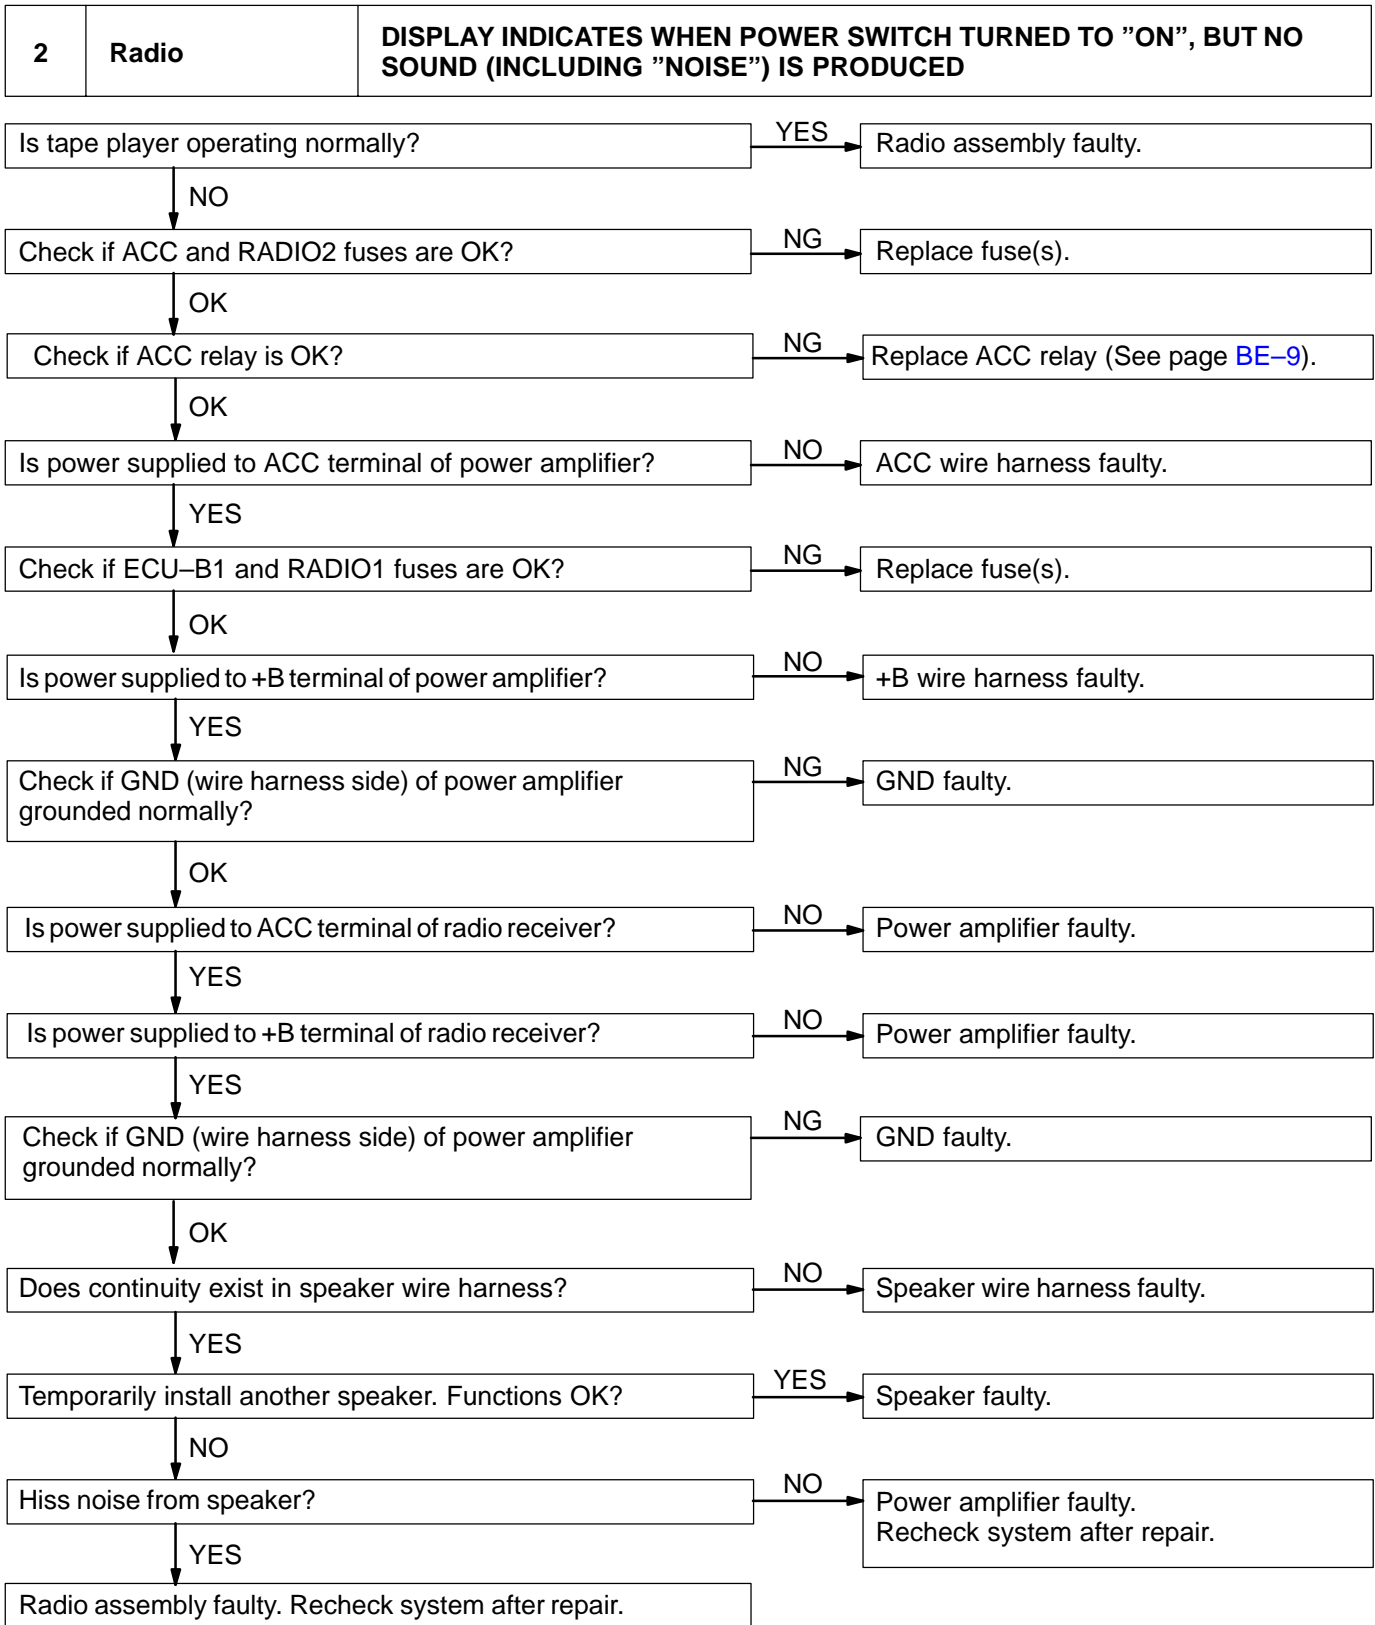 2
Radio
DISPLAY INDICATES WHEN POWER SWITCH TURNED TO ”ON”, BUT NO
SOUND (INCLUDING ”NOISE”) IS PRODUCED
Is tape player operating normally?
YES
Radio assembly faulty.
NO
Check if ACC and RADIO2 fuses are OK?
NG
Replace fuse(s).
OK
Check if ACC relay is OK?
NG
Replace ACC relay (See page BE–9).
OK
Is power supplied to ACC terminal of power amplifier?
NO
ACC wire harness faulty.
YES
Check if ECU–B1 and RADIO1 fuses are OK?
NG
Replace fuse(s).
OK
Is power supplied to +B terminal of power amplifier?
NO
+B wire harness faulty.
YES
Check if GND (wire harness side) of power amplifier
grounded normally?
NG
GND faulty.
OK
Is power supplied to ACC terminal of radio receiver?
NO
Power amplifier faulty.
YES
Is power supplied to +B terminal of radio receiver?
NO
Power amplifier faulty.
YES
Check if GND (wire harness side) of power amplifier
grounded normally?
NG
GND faulty.
OK
Does continuity exist in speaker wire harness?
NO
Speaker wire harness faulty.
YES
Temporarily install another speaker. Functions OK?
YES
Speaker faulty.
NO
Hiss noise from speaker?
NO
Power amplifier faulty.
Recheck system after repair.
YES
Radio assembly faulty. Recheck system after repair.